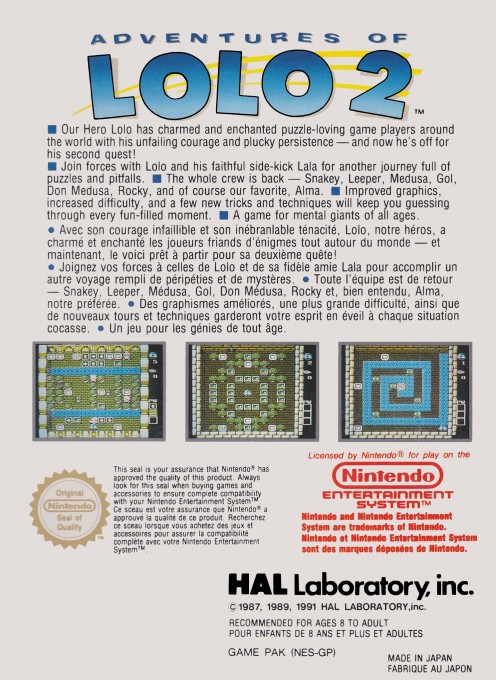 ADVENTURES OF
LOLO 2™
■ Our Hero Lolo has charmed and enchanted puzzle-loving game players around
the world with his unfailing courage and plucky persistence — and now he's off for
his second quest!
■ Join forces with Lolo and his faithful side-kick Lala for another journey full of
puzzles and pitfalls. ■ The whole crew is back — Snakey, Leeper, Medusa, Gol,
Don Medusa, Rocky, and of course our favorite, Alma. ■ Improved graphics,
increased difficulty, and a few new tricks and techniques will keep you guessing
through every fun-filled moment. ■ A game for mental giants of all ages.
● Avec son courage infaillible et son inébranlable ténacité, Lolo, notre héros, a
charmé et enchanté les joueurs friands d'énigmes tout autour du monde — et
maintenant, le voici prêt à partir pour sa deuxième quête!
● Joignez vos forces à celles de Lolo et de sa fidèle amie Lala pour accomplir un
autre voyage rempli de péripéties et de mystères. ● Toute l'équipe est de retour
— Snakey, Leeper, Médusa, Gol, Don Médusa, Rocky et, bien entendu, Alma,
notre préférée. ● Des graphismes améliorés, une plus grande difficulté, ainsi que
de nouveaux tours et techniques garderont votre esprit en éveil à chaque situation
cocasse. ● Un jeu pour les génies de tout âge.
Original
Nintendo
Seal of
Quality
This seal is your assurance that Nintendo® has
approved the quality of this product. Always
look for this seal when buying games and
accessories to ensure complete compatibility
with your Nintendo Entertainment System™.
Ce sceau est votre assurance que Nintendo® a
approuvé la qualité de ce produit. Recherchez
ce sceau lorsque vous achetez des jeux et
accessoires pour assurer la compatibilité
complète avec votre Nintendo Entertainment
System™.
Licensed by Nintendo® for play on the
Nintendo
ENTERTAINMENT
SYSTEM™
Nintendo and Nintendo Entertainment
System are trademarks of Nintendo.
Nintendo et Nintendo Entertainment System
sont des marques déposées de Nintendo.
HAL Laboratory, inc.
© 1987, 1989, 1991 HAL LABORATORY,inc.
RECOMMENDED FOR AGES 8 TO ADULT
POUR ENFANTS DE 8 ANS ET PLUS ET ADULTES
GAME PAK (NES-GP)
MADE IN JAPAN
FABRIQUE AU JAPON